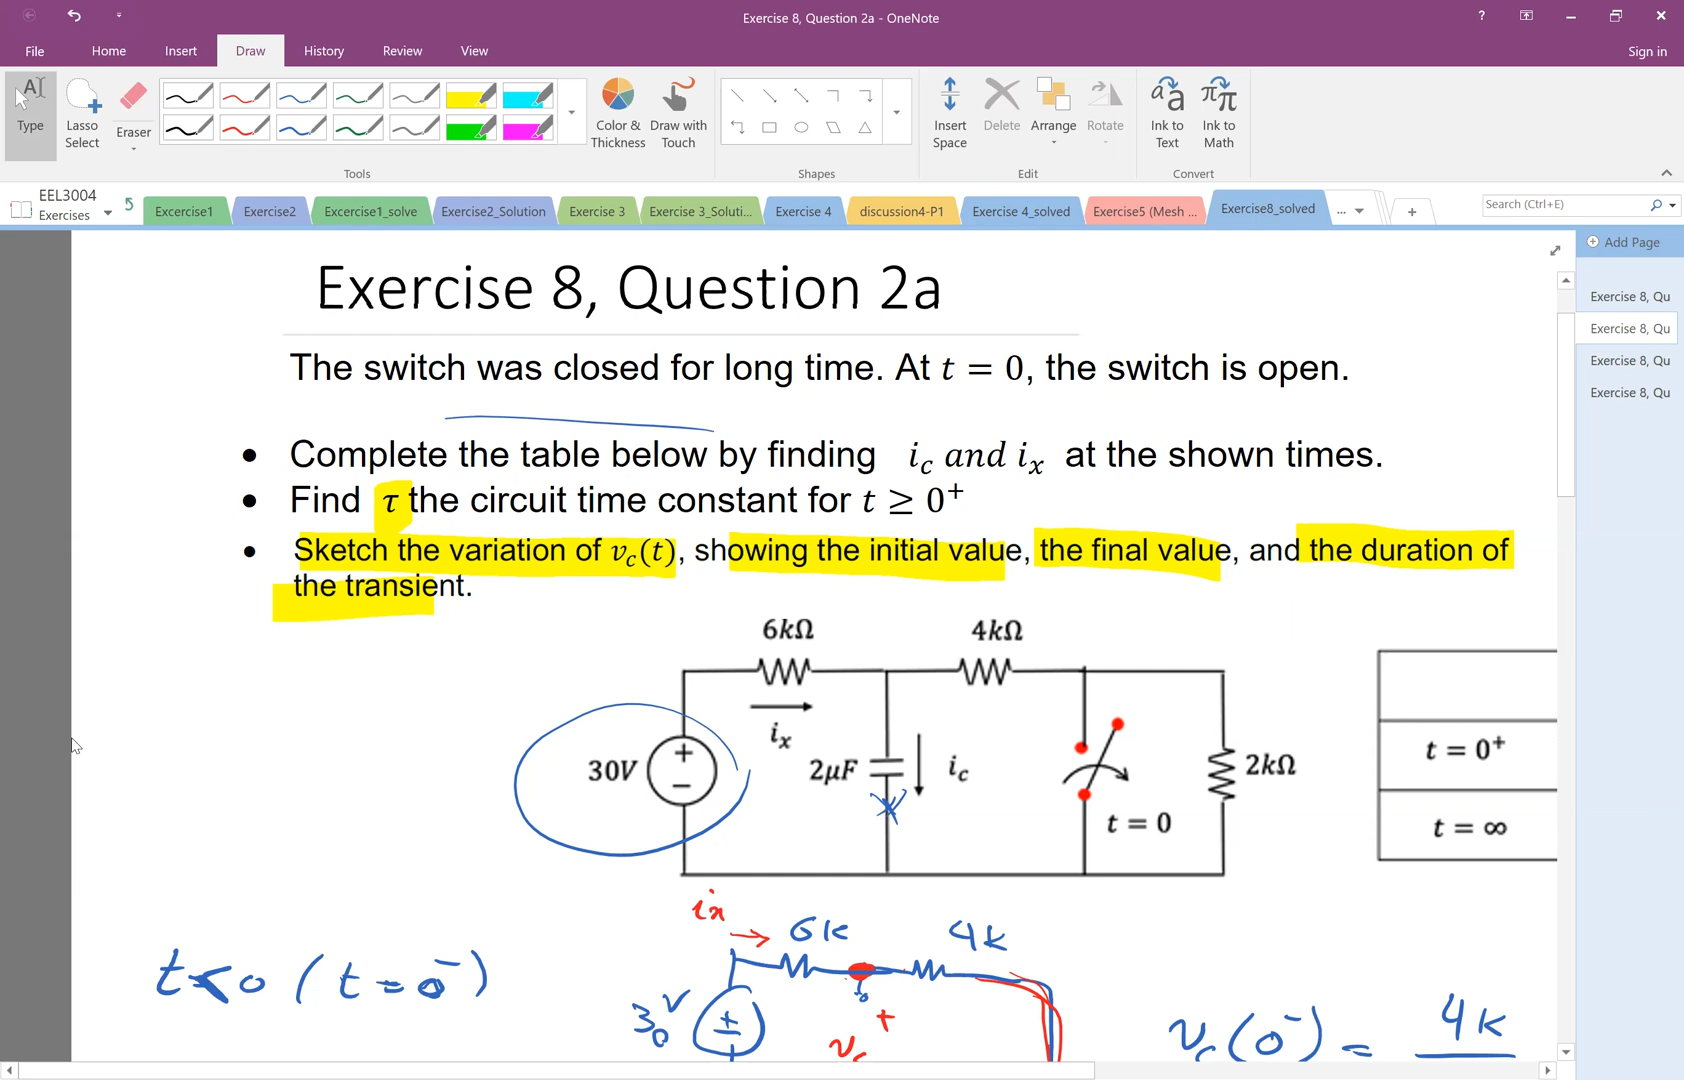 Exercise 8, Question 2a - OneNote
?
File
Home
Insert
Draw
History
Review
View
Sign in
Type
Lasso Select
Eraser
Color & Thickness
Draw with Touch
Insert Space
Delete
Arrange
Rotate
Ink to Text
Ink to Math
Tools
Shapes
Edit
Convert
EEL3004
Exercises
Excercise1
Exercise2
Excercise1_solve
Exercise2_Solution
Exercise 3
Exercise 3_Soluti...
Exercise 4
discussion4-P1
Exercise 4_solved
Exercise5 (Mesh ...
Exercise8_solved
...
Search (Ctrl+E)
Add Page
Exercise 8, Qu
Exercise 8, Qu
Exercise 8, Qu
Exercise 8, Qu
Exercise 8, Question 2a
The switch was closed for long time. At t = 0, the switch is open.
• Complete the table below by finding i_c and i_x at the shown times.
• Find τ the circuit time constant for t ≥ 0⁺
• Sketch the variation of v_c(t), showing the initial value, the final value, and the duration of
the transient.
6kΩ
4kΩ
i_x
30V
+
−
2μF
i_c
t = 0
2kΩ
t = 0⁺
t = ∞
i_x
6k
4k
t<0 (t=0⁻)
30V
+
−
+
v_c
v_c(0⁻) =
4k